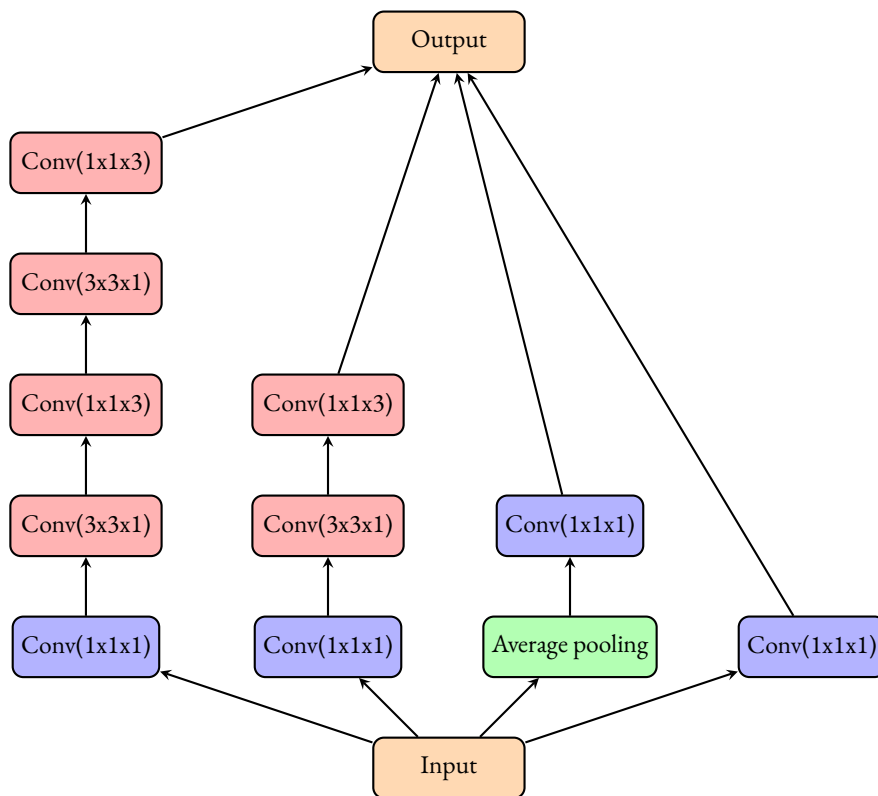 Output
Conv(1x1x3)
Conv(3x3x1)
Conv(1x1x3)
Conv(1x1x3)
Conv(3x3x1)
Conv(3x3x1)
Conv(1x1x1)
Conv(1x1x1)
Conv(1x1x1)
Average pooling
Conv(1x1x1)
Input